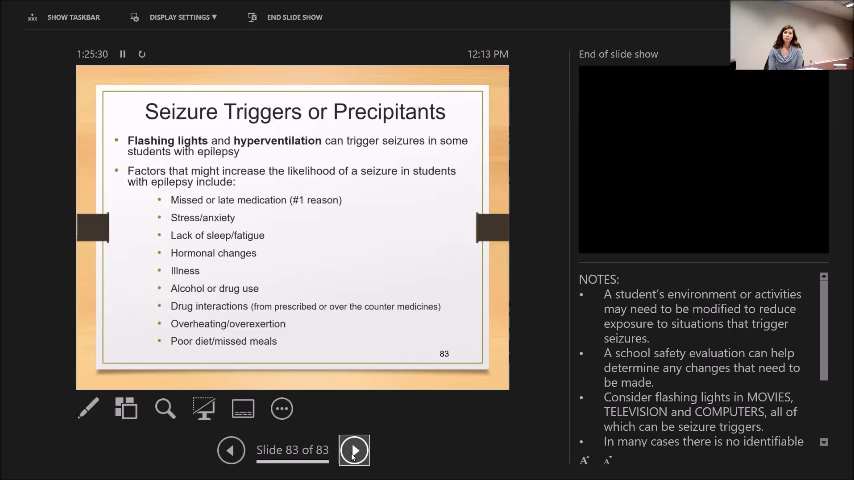 SHOW TASKBAR
DISPLAY SETTINGS ▼
END SLIDE SHOW
1:25:30
12:13 PM
Seizure Triggers or Precipitants
• Flashing lights and hyperventilation can trigger seizures in some
students with epilepsy
• Factors that might increase the likelihood of a seizure in students
with epilepsy include:
• Missed or late medication (#1 reason)
• Stress/anxiety
• Lack of sleep/fatigue
• Hormonal changes
• Illness
• Alcohol or drug use
• Drug interactions (from prescribed or over the counter medicines)
• Overheating/overexertion
• Poor diet/missed meals
83
Slide 83 of 83
End of slide show
NOTES:
• A student's environment or activities
may need to be modified to reduce
exposure to situations that trigger
seizures.
• A school safety evaluation can help
determine any changes that need to
be made.
• Consider flashing lights in MOVIES,
TELEVISION and COMPUTERS, all of
which can be seizure triggers.
• In many cases there is no identifiable
A A